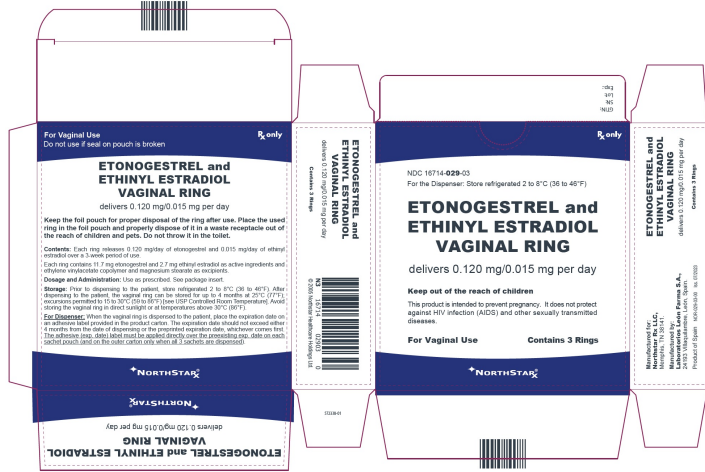 For Vaginal Use
Do not use if seal on pouch is broken
Rx only
ETONOGESTREL and
ETHINYL ESTRADIOL
VAGINAL RING
delivers 0.120 mg/0.015 mg per day
Keep the foil pouch for proper disposal of the ring after use. Place the used
ring in the foil pouch and properly dispose of it in a waste receptacle out of
the reach of children and pets. Do not throw it in the toilet.
Contents: Each ring releases 0.120 mg/day of etonogestrel and 0.015 mg/day of ethinyl
estradiol over a 3-week period of use.
Each ring contains 11.7 mg etonogestrel and 2.7 mg ethinyl estradiol as active ingredients and
ethylene vinylacetate copolymer and magnesium stearate as excipients.
Dosage and Administration: Use as prescribed. See package insert.
Storage: Prior to dispensing to the patient, store refrigerated 2 to 8°C (36 to 46°F). After
dispensing to the patient, the vaginal ring can be stored for up to 4 months at 25°C (77°F),
excursions permitted to 15 to 30°C (59 to 86°F) [see USP Controlled Room Temperature]. Avoid
storing the vaginal ring in direct sunlight or at temperatures above 30°C (86°F).
For Dispenser: When the vaginal ring is dispensed to the patient, place the expiration date on
an adhesive label provided in the product carton. The expiration date should not exceed either
4 months from the date of dispensing or the preprinted expiration date, whichever comes first.
The adhesive (exp. date) label must be applied directly over the preexisting exp. date on each
sachet pouch (and on the outer carton only when all 3 sachets are dispensed).
NORTHSTAR Rx
NORTHSTAR Rx
ETONOGESTREL and ETHINYL ESTRADIOL
VAGINAL RING
delivers 0.120 mg/0.015 mg per day
ETONOGESTREL and
ETHINYL ESTRADIOL
VAGINAL RING
delivers 0.120 mg/0.015 mg per day
Contains 3 Rings
N3 16714 02903 0
GTIN:
SN:
Lot:
Exp.:
Rx only
NDC 16714-029-03
For the Dispenser: Store refrigerated 2 to 8°C (36 to 46°F)
ETONOGESTREL and
ETHINYL ESTRADIOL
VAGINAL RING
delivers 0.120 mg/0.015 mg per day
Keep out of the reach of children
This product is intended to prevent pregnancy. It does not protect
against HIV infection (AIDS) and other sexually transmitted
diseases.
For Vaginal Use
Contains 3 Rings
NORTHSTAR Rx
ETONOGESTREL and
ETHINYL ESTRADIOL
VAGINAL RING
delivers 0.120 mg/0.015 mg per day
Contains 3 Rings
Manufactured for:
Northstar Rx LLC,
Memphis, TN 38141.
Manufactured by:
Laboratorios León Farma S.A.,
24193 Villaquilambre, León, Spain.
Product of Spain